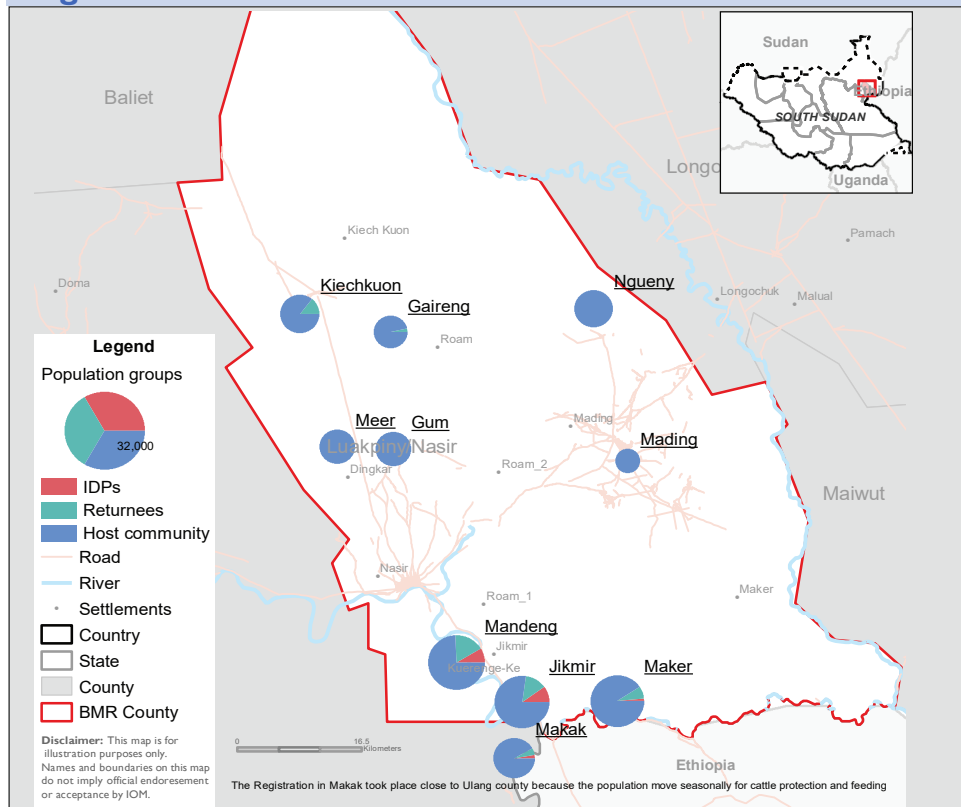 Sudan
Ethiopia
SOUTH SUDAN
Uganda
Baliet
Kiech Kuon
Pamach
Doma
Longochuk
Malual
Kiechkuon
Gaireng
Ngueny
Roam
Meer
Gum
Luakpiny/Nasir
Dingkar
Mading
Mading
Roam_2
Maiwut
Nasir
Roam_1
Maker
Mandeng
Jikmir
Kuerenge-Ke
Jikmir
Maker
Makak
Ethiopia
Legend
Population groups
32,000
IDPs
Returnees
Host community
Road
River
Settlements
Country
State
County
BMR County
Disclaimer: This map is for
illustration purposes only.
Names and boundaries on this map
do not imply official endoresement
or acceptance by IOM.
0 16.5
Kilometers
The Registration in Makak took place close to Ulang county because the population move seasonally for cattle protection and feeding